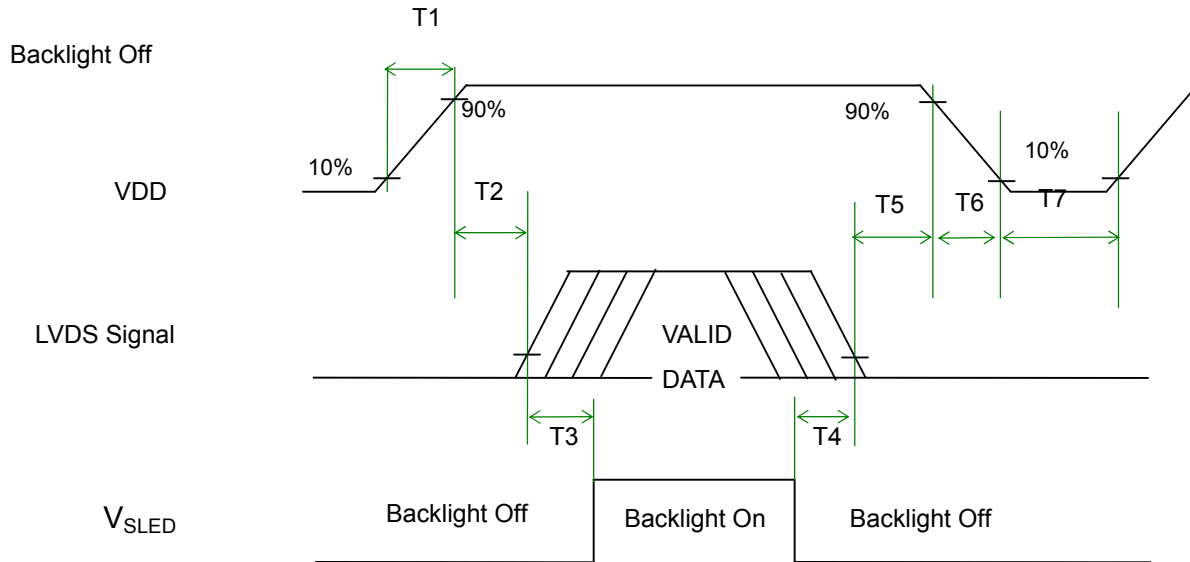 T1
Backlight Off
90%
90%
10%
10%
VDD
T2
T5
T6
T7
LVDS Signal
VALID
DATA
T3
T4
V_SLED
Backlight Off
Backlight On
Backlight Off